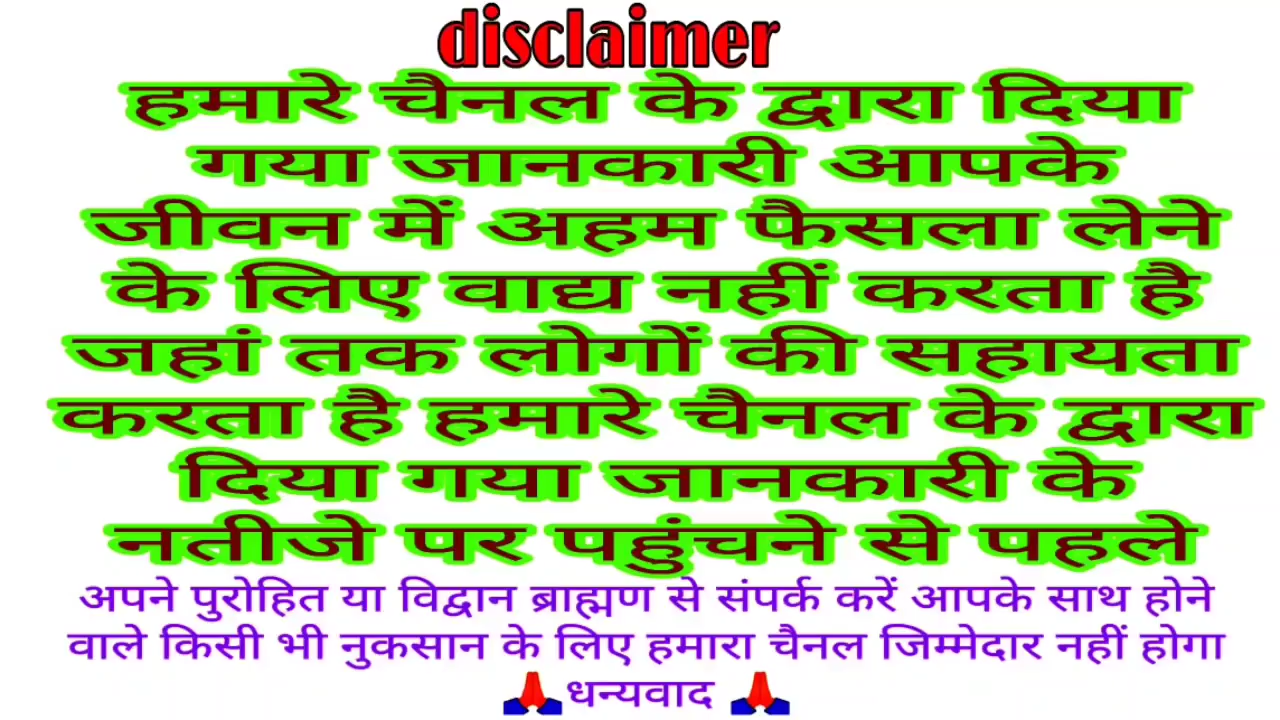 disclaimer
हमारे चैनल के द्वारा दिया
गया जानकारी आपके
जीवन में अहम फैसला लेने
के लिए वाद्य नहीं करता है
जहां तक लोगों की सहायता
करता है हमारे चैनल के द्वारा
दिया गया जानकारी के
नतीजे पर पहुंचने से पहले
अपने पुरोहित या विद्वान ब्राह्मण से संपर्क करें आपके साथ होने
वाले किसी भी नुकसान के लिए हमारा चैनल जिम्मेदार नहीं होगा
🙏धन्यवाद 🙏